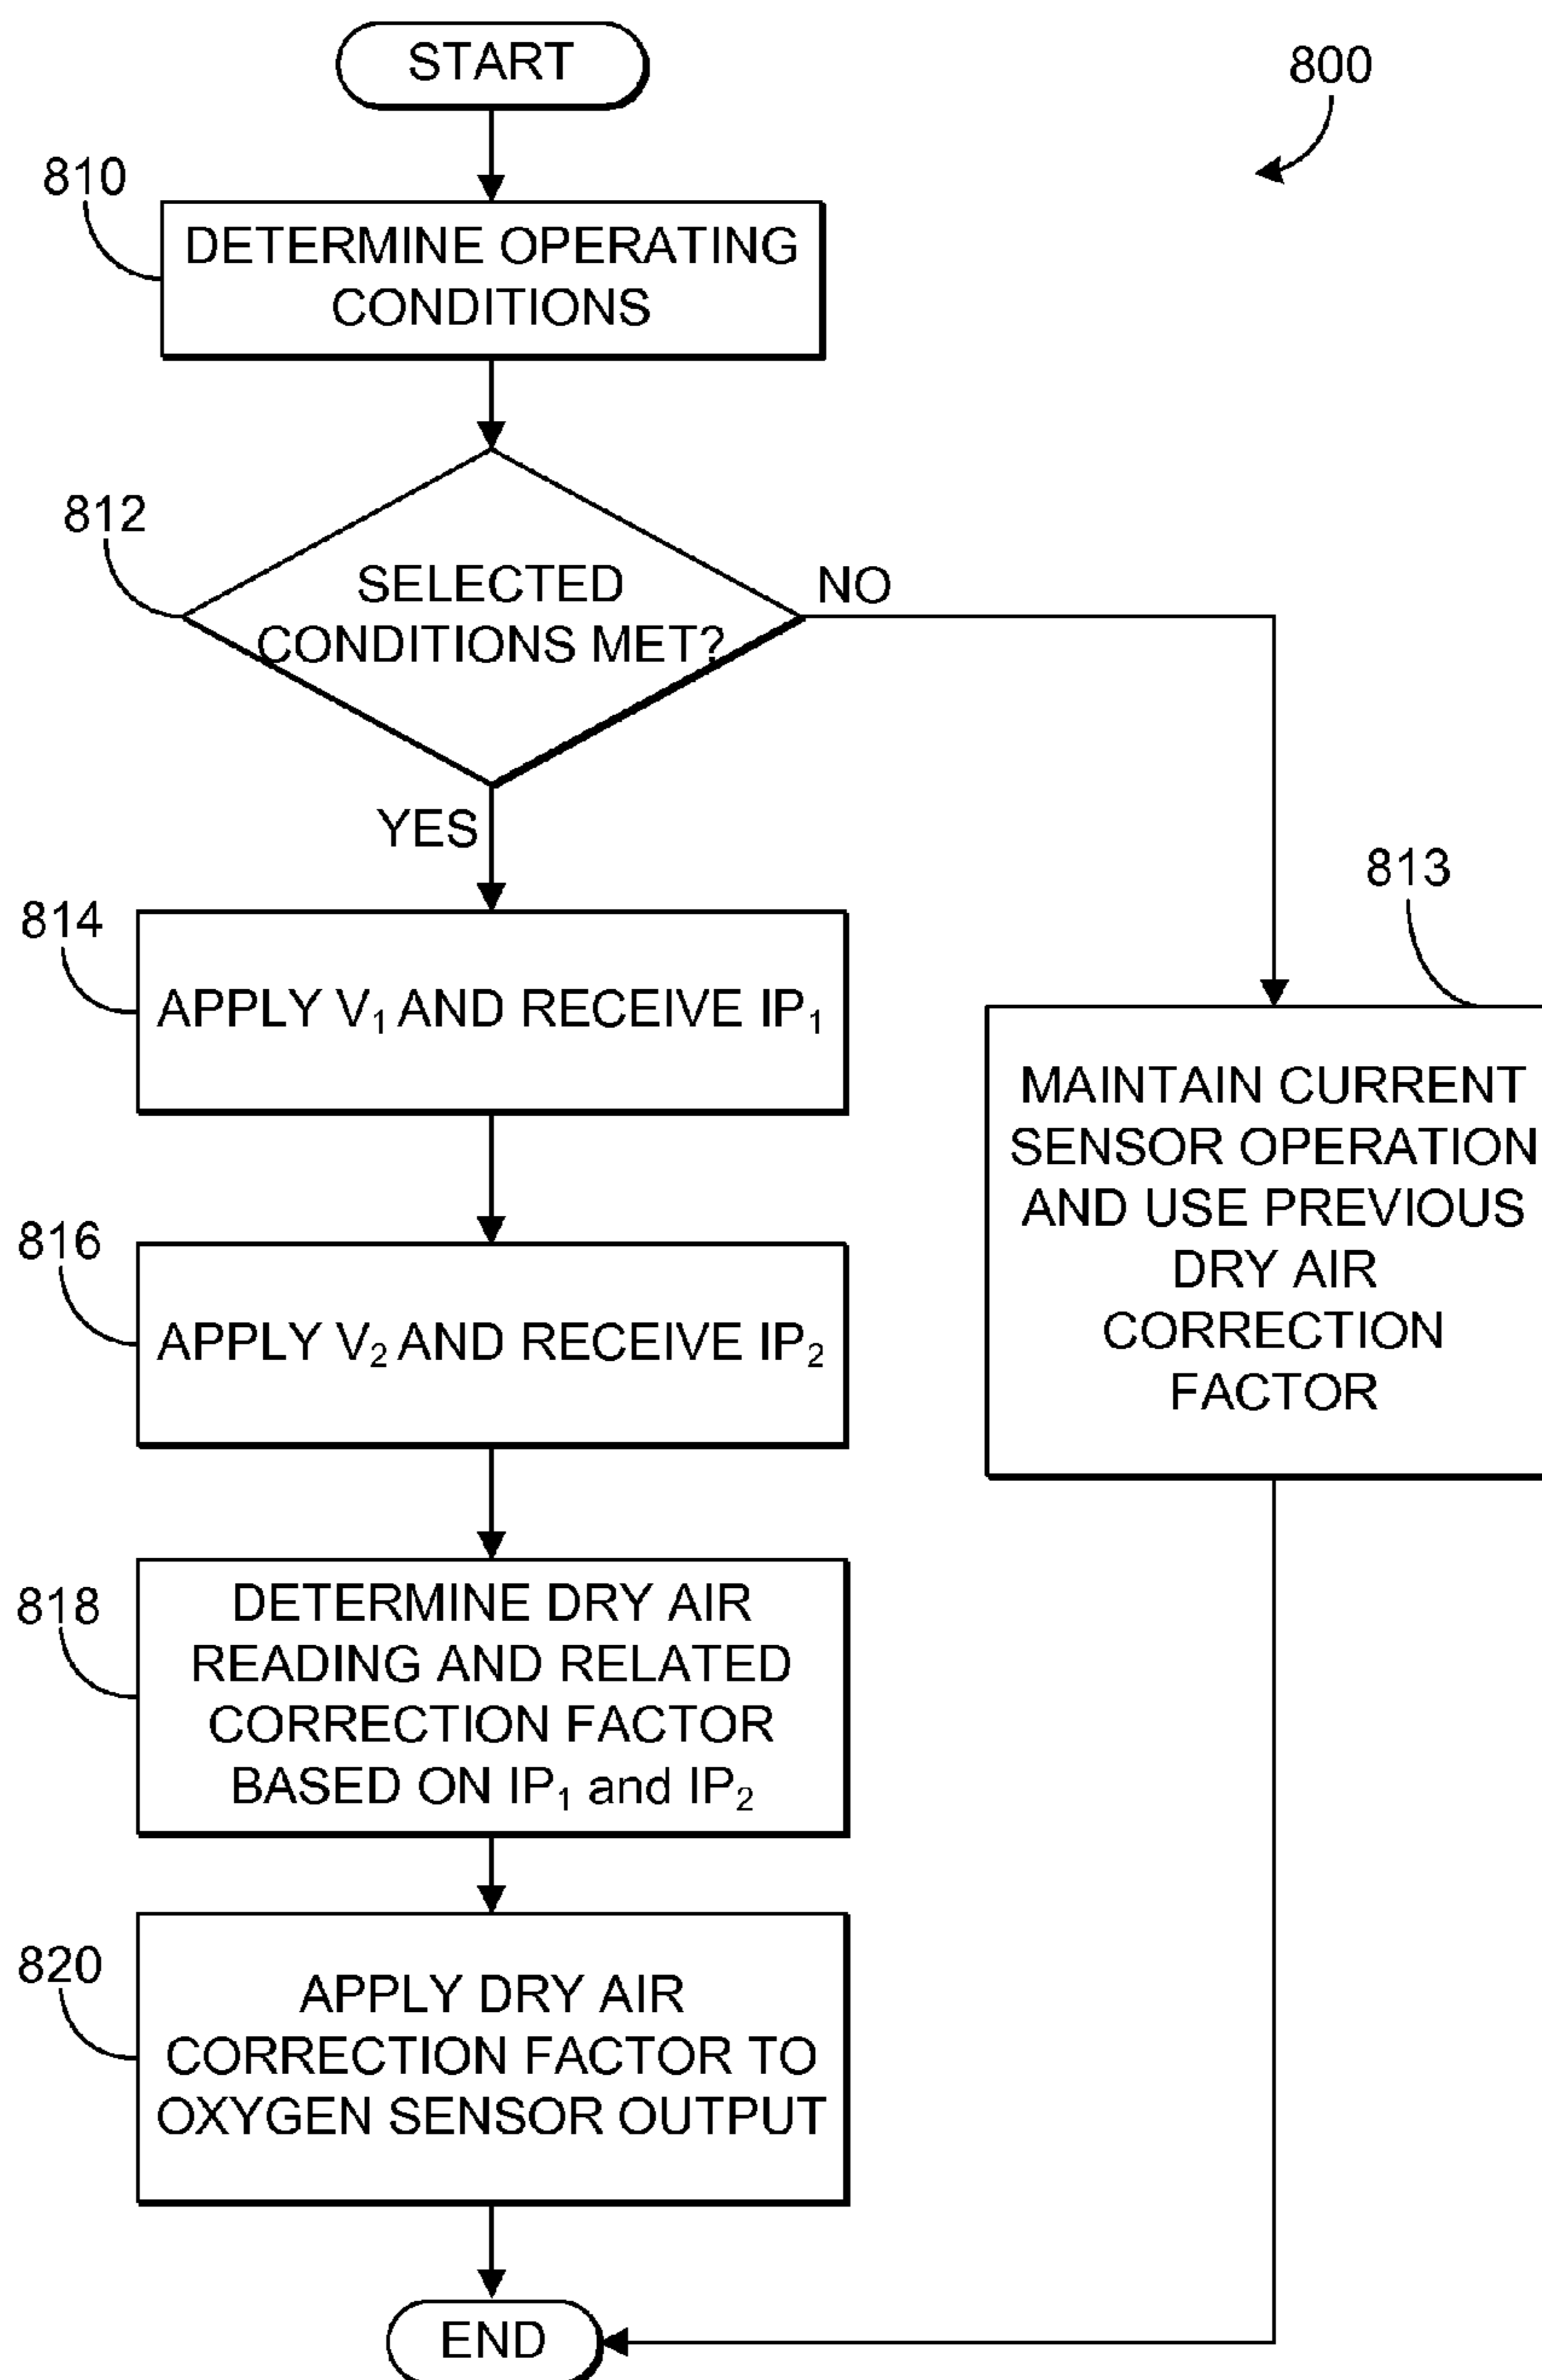 START
800
810
DETERMINE OPERATING
CONDITIONS
812
SELECTED
CONDITIONS MET?
NO
YES
814
APPLY V₁ AND RECEIVE IP₁
813
MAINTAIN CURRENT
SENSOR OPERATION
AND USE PREVIOUS
DRY AIR
CORRECTION
FACTOR
816
APPLY V₂ AND RECEIVE IP₂
818
DETERMINE DRY AIR
READING AND RELATED
CORRECTION FACTOR
BASED ON IP₁ and IP₂
820
APPLY DRY AIR
CORRECTION FACTOR TO
OXYGEN SENSOR OUTPUT
END